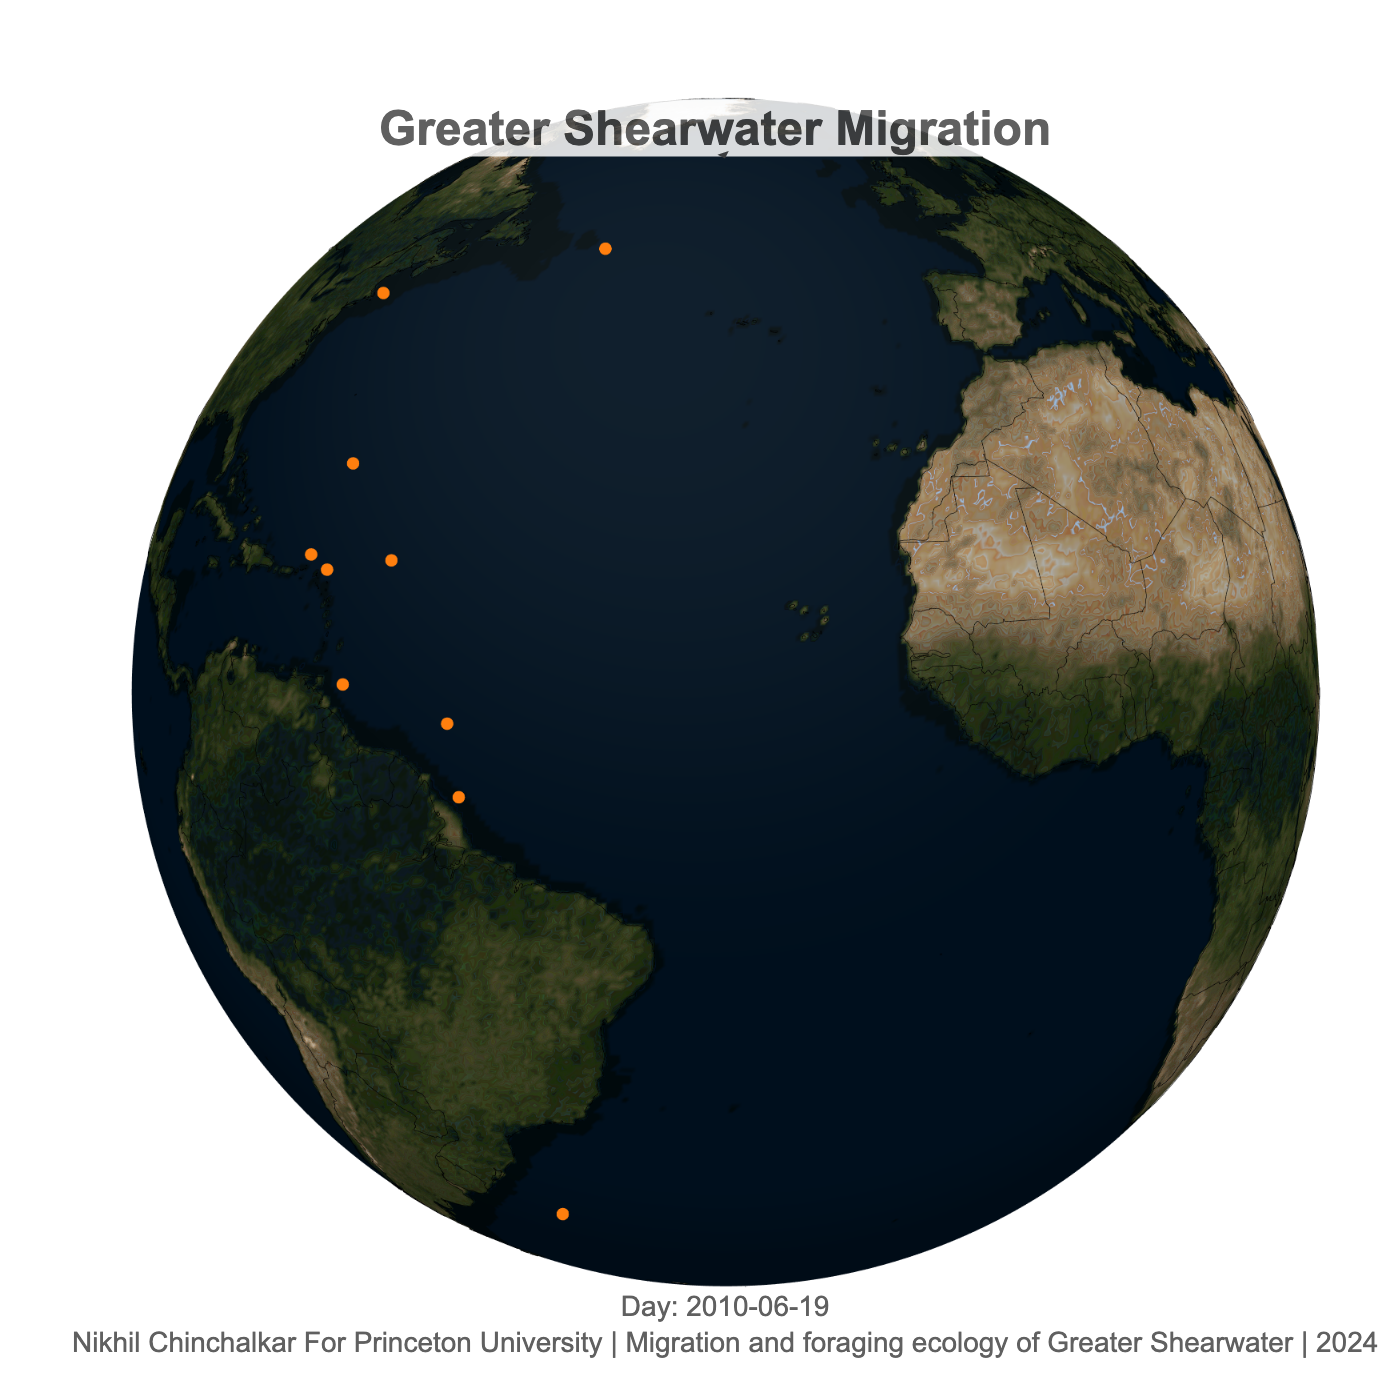 Greater Shearwater Migration
Day: 2010-06-19
Nikhil Chinchalkar For Princeton University | Migration and foraging ecology of Greater Shearwater | 2024